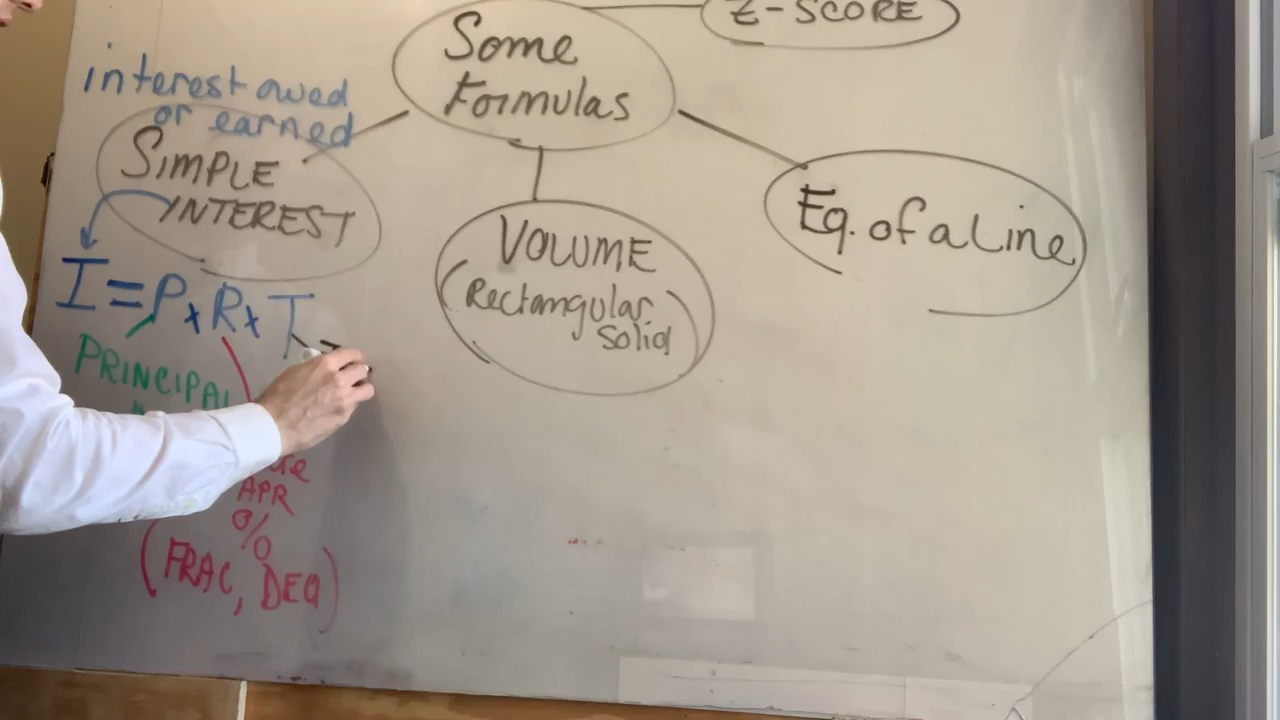 Z-SCORE
Some
Formulas
interest owed
or earned
SIMPLE
INTEREST
VOLUME
(Rectangular
Solid)
Eq. of a Line
I = P x R x T
PRINCIPAL
APR
%
(FRAC, DEC)